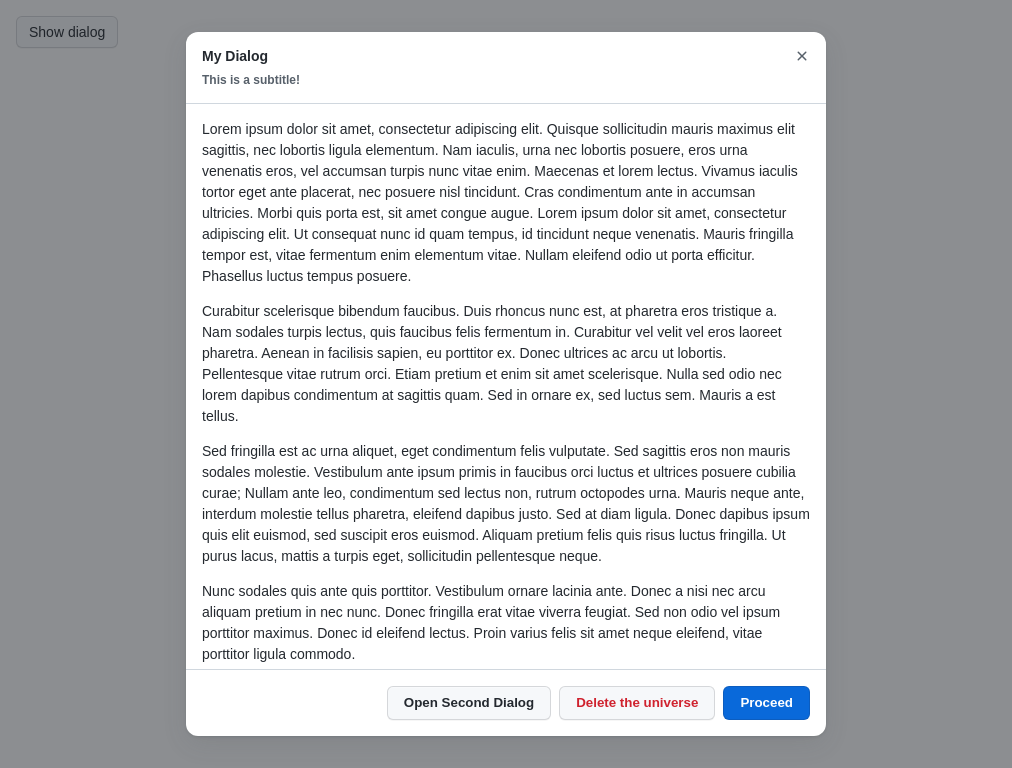 Show dialog
My Dialog
This is a subtitle!
Lorem ipsum dolor sit amet, consectetur adipiscing elit. Quisque sollicitudin mauris maximus elit
sagittis, nec lobortis ligula elementum. Nam iaculis, urna nec lobortis posuere, eros urna
venenatis eros, vel accumsan turpis nunc vitae enim. Maecenas et lorem lectus. Vivamus iaculis
tortor eget ante placerat, nec posuere nisl tincidunt. Cras condimentum ante in accumsan
ultricies. Morbi quis porta est, sit amet congue augue. Lorem ipsum dolor sit amet, consectetur
adipiscing elit. Ut consequat nunc id quam tempus, id tincidunt neque venenatis. Mauris fringilla
tempor est, vitae fermentum enim elementum vitae. Nullam eleifend odio ut porta efficitur.
Phasellus luctus tempus posuere.
Curabitur scelerisque bibendum faucibus. Duis rhoncus nunc est, at pharetra eros tristique a.
Nam sodales turpis lectus, quis faucibus felis fermentum in. Curabitur vel velit vel eros laoreet
pharetra. Aenean in facilisis sapien, eu porttitor ex. Donec ultrices ac arcu ut lobortis.
Pellentesque vitae rutrum orci. Etiam pretium et enim sit amet scelerisque. Nulla sed odio nec
lorem dapibus condimentum at sagittis quam. Sed in ornare ex, sed luctus sem. Mauris a est
tellus.
Sed fringilla est ac urna aliquet, eget condimentum felis vulputate. Sed sagittis eros non mauris
sodales molestie. Vestibulum ante ipsum primis in faucibus orci luctus et ultrices posuere cubilia
curae; Nullam ante leo, condimentum sed lectus non, rutrum octopodes urna. Mauris neque ante,
interdum molestie tellus pharetra, eleifend dapibus justo. Sed at diam ligula. Donec dapibus ipsum
quis elit euismod, sed suscipit eros euismod. Aliquam pretium felis quis risus luctus fringilla. Ut
purus lacus, mattis a turpis eget, sollicitudin pellentesque neque.
Nunc sodales quis ante quis porttitor. Vestibulum ornare lacinia ante. Donec a nisi nec arcu
aliquam pretium in nec nunc. Donec fringilla erat vitae viverra feugiat. Sed non odio vel ipsum
porttitor maximus. Donec id eleifend lectus. Proin varius felis sit amet neque eleifend, vitae
porttitor ligula commodo.
Open Second Dialog
Delete the universe
Proceed